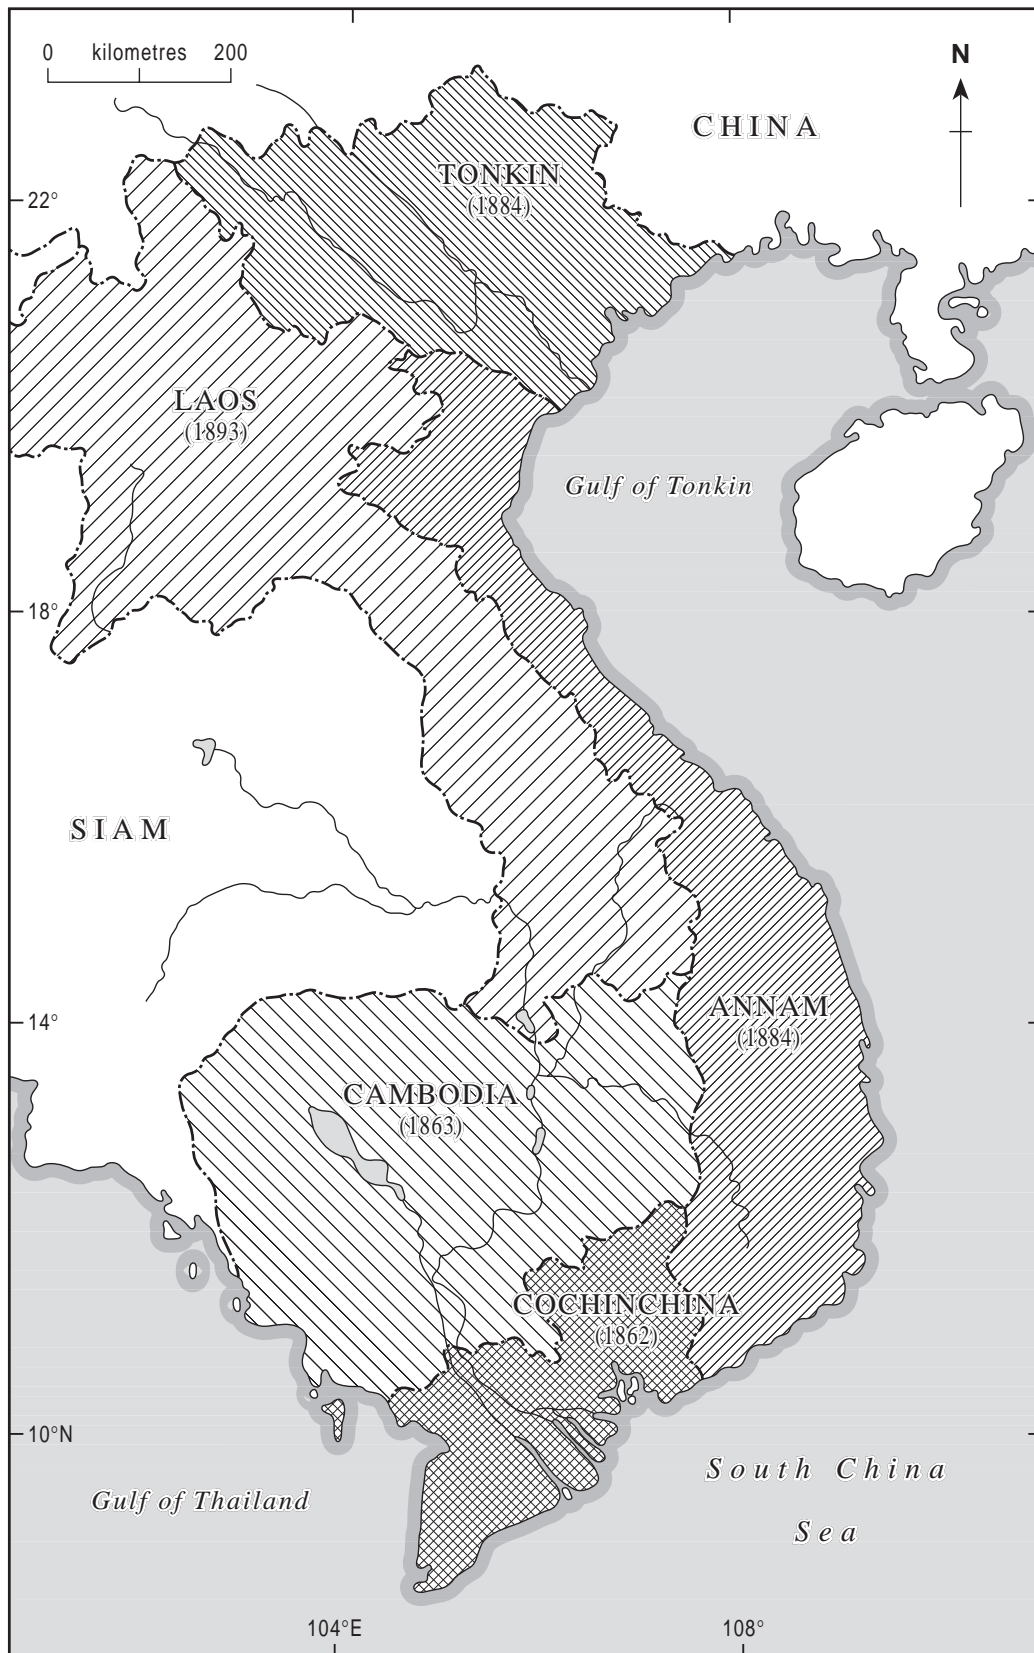 0 kilometres 200
N
CHINA
TONKIN
(1884)
22°
LAOS
(1893)
Gulf of Tonkin
18°
SIAM
14°
ANNAM
(1884)
CAMBODIA
(1863)
COCHINCHINA
(1862)
10°N
South China
Sea
Gulf of Thailand
104°E
108°